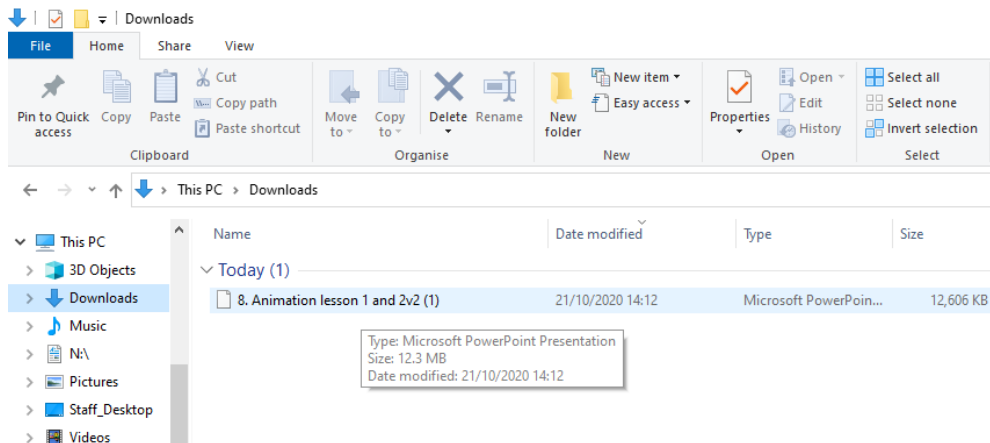 Downloads
File Home Share View
Pin to Quick access
Copy
Paste
Cut
Copy path
Paste shortcut
Clipboard
Move to
Copy to
Delete
Rename
Organise
New folder
New item
Easy access
New
Properties
Open
Edit
History
Open
Select all
Select none
Invert selection
Select
This PC > Downloads
Name Date modified Type Size
This PC
3D Objects
Downloads
Music
N:\
Pictures
Staff_Desktop
Videos
Today (1)
8. Animation lesson 1 and 2v2 (1) 21/10/2020 14:12 Microsoft PowerPoin... 12,606 KB
Type: Microsoft PowerPoint Presentation
Size: 12.3 MB
Date modified: 21/10/2020 14:12